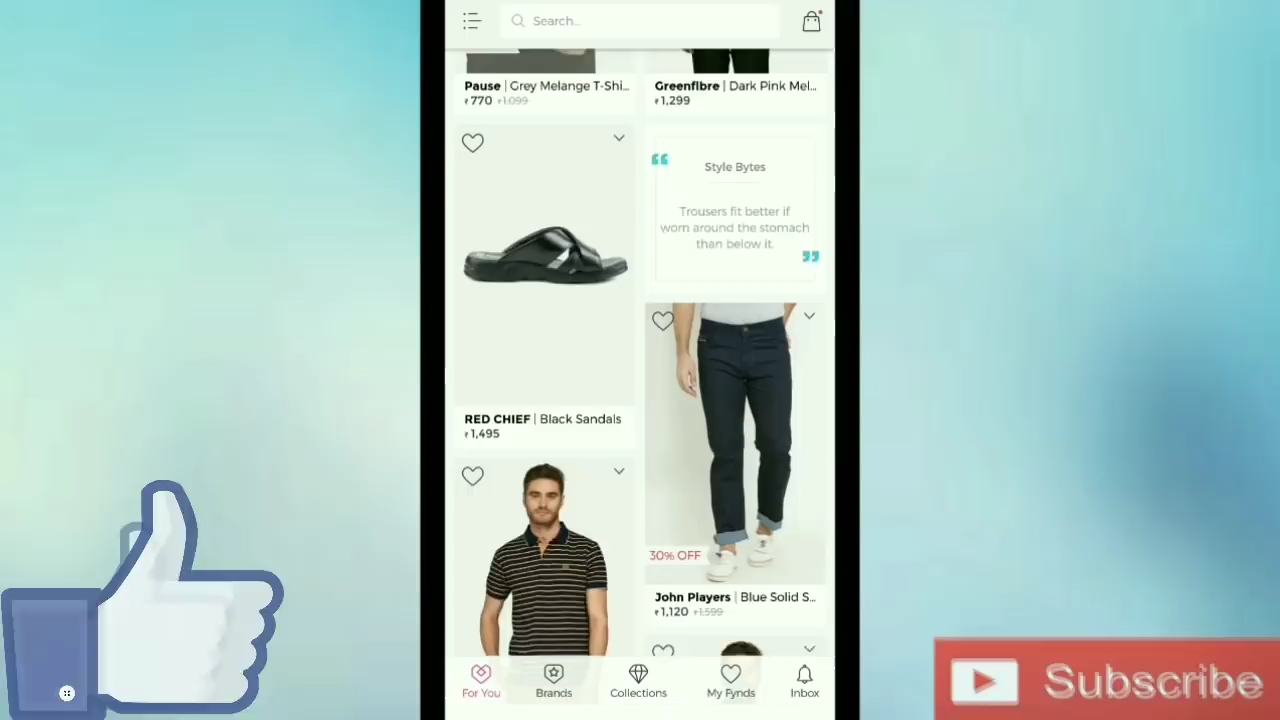 Search...
Pause | Grey Melange T-Shi...
₹770 ₹1,099
Greenfibre | Dark Pink Mel...
₹1,299
RED CHIEF | Black Sandals
₹1,495
“ Style Bytes
Trousers fit better if
worn around the stomach
than below it. ”
30% OFF
John Players | Blue Solid S...
₹1,120 ₹1,599
For You
Brands
Collections
My Fynds
Inbox
Subscribe